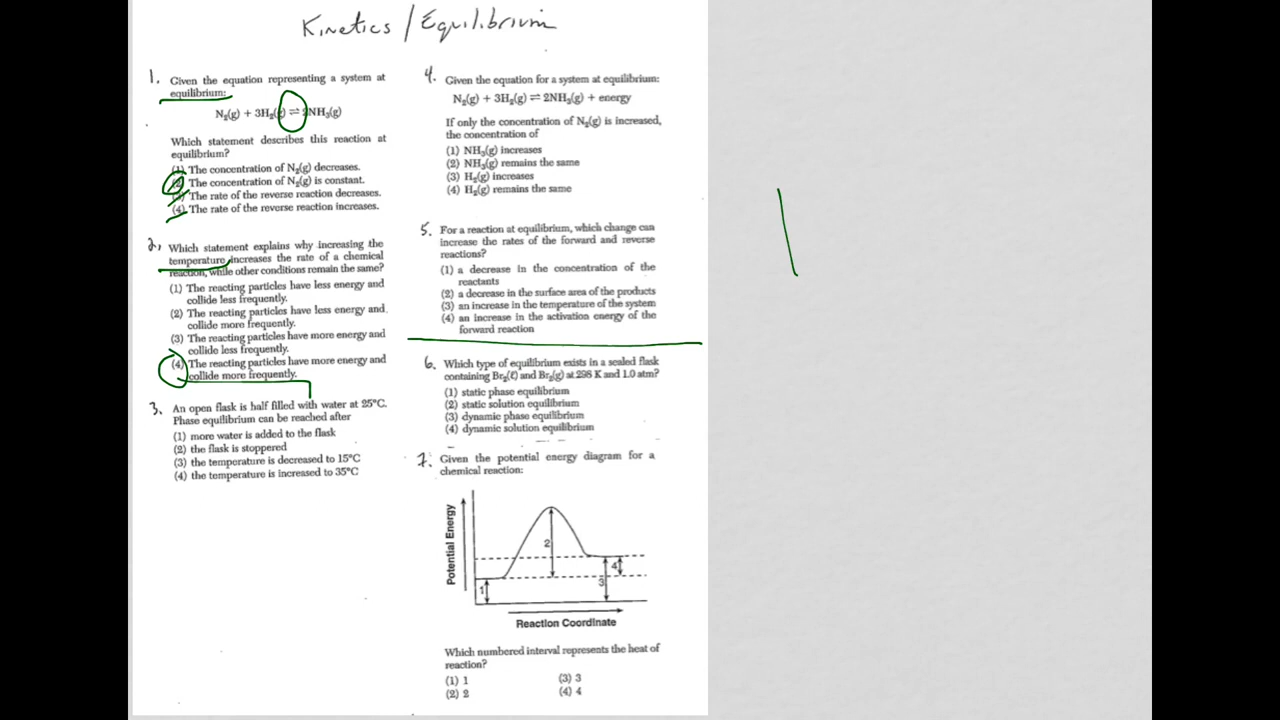 Kinetics / Equilibrium
1. Given the equation representing a system at
equilibrium:
N₂(g) + 3H₂(g) ⇌ 2NH₃(g)
Which statement describes this reaction at
equilibrium?
(1) The concentration of N₂(g) decreases.
(2) The concentration of N₂(g) is constant.
(3) The rate of the reverse reaction decreases.
(4) The rate of the reverse reaction increases.
2. Which statement explains why increasing the
temperature increases the rate of a chemical
reaction, while other conditions remain the same?
(1) The reacting particles have less energy and
collide less frequently.
(2) The reacting particles have less energy and
collide more frequently.
(3) The reacting particles have more energy and
collide less frequently.
(4) The reacting particles have more energy and
collide more frequently.
3. An open flask is half filled with water at 25°C.
Phase equilibrium can be reached after
(1) more water is added to the flask
(2) the flask is stoppered
(3) the temperature is decreased to 15°C
(4) the temperature is increased to 35°C
4. Given the equation for a system at equilibrium:
N₂(g) + 3H₂(g) ⇌ 2NH₃(g) + energy
If only the concentration of N₂(g) is increased,
the concentration of
(1) NH₃(g) increases
(2) NH₃(g) remains the same
(3) H₂(g) increases
(4) H₂(g) remains the same
5. For a reaction at equilibrium, which change can
increase the rates of the forward and reverse
reactions?
(1) a decrease in the concentration of the
reactants
(2) a decrease in the surface area of the products
(3) an increase in the temperature of the system
(4) an increase in the activation energy of the
forward reaction
6. Which type of equilibrium exists in a sealed flask
containing Br₂(ℓ) and Br₂(g) at 298 K and 1.0 atm?
(1) static phase equilibrium
(2) static solution equilibrium
(3) dynamic phase equilibrium
(4) dynamic solution equilibrium
7. Given the potential energy diagram for a
chemical reaction:
Potential Energy
1
2
3
4
Reaction Coordinate
Which numbered interval represents the heat of
reaction?
(1) 1 (3) 3
(2) 2 (4) 4